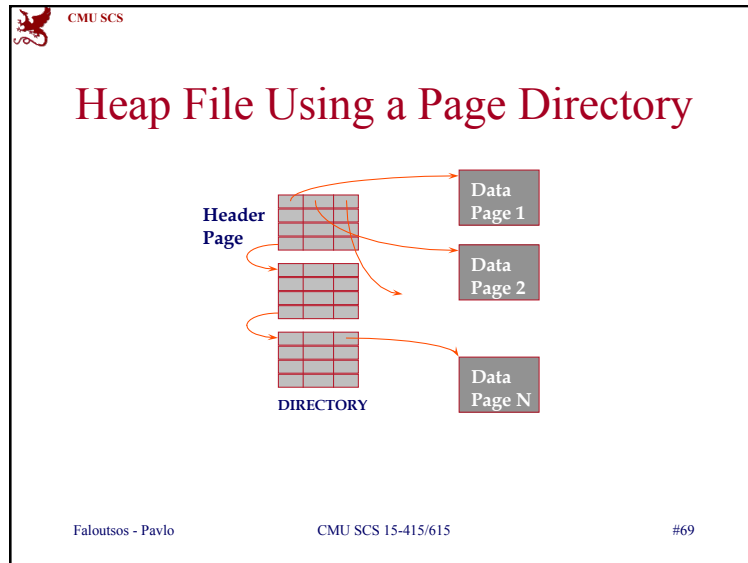 CMU SCS
Heap File Using a Page Directory
Header
Page
Data
Page 1
Data
Page 2
Data
Page N
DIRECTORY
Faloutsos - Pavlo
CMU SCS 15-415/615
#69